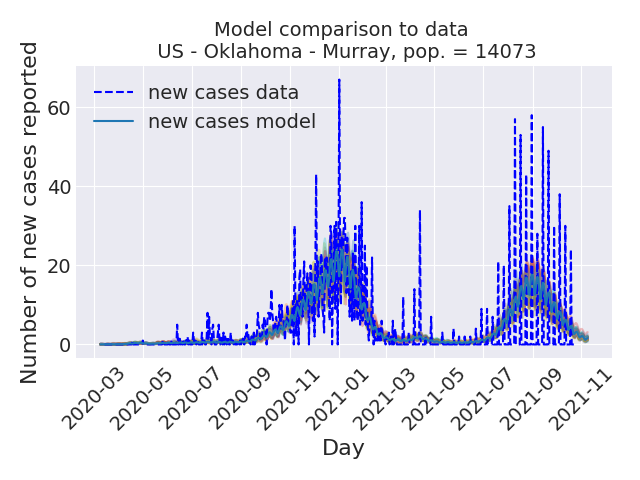 Model comparison to data
US - Oklahoma - Murray, pop. = 14073
Number of new cases reported
60
40
20
0
new cases data
new cases model
2020-03
2020-05
2020-07
2020-09
2020-11
2021-01
2021-03
2021-05
2021-07
2021-09
2021-11
Day